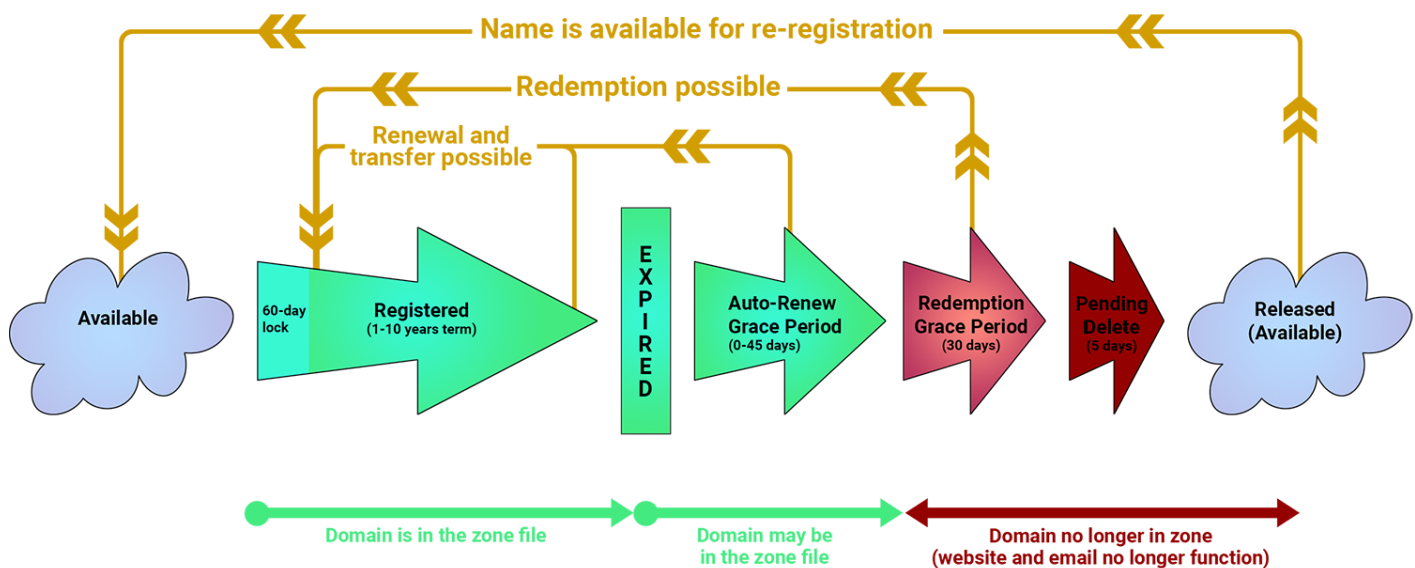 Name is available for re-registration
Redemption possible
Renewal and
transfer possible
Available
60-day
lock
Registered
(1-10 years term)
EXPIRED
Auto-Renew
Grace Period
(0-45 days)
Redemption
Grace Period
(30 days)
Pending
Delete
(5 days)
Released
(Available)
Domain is in the zone file
Domain may be
in the zone file
Domain no longer in zone
(website and email no longer function)